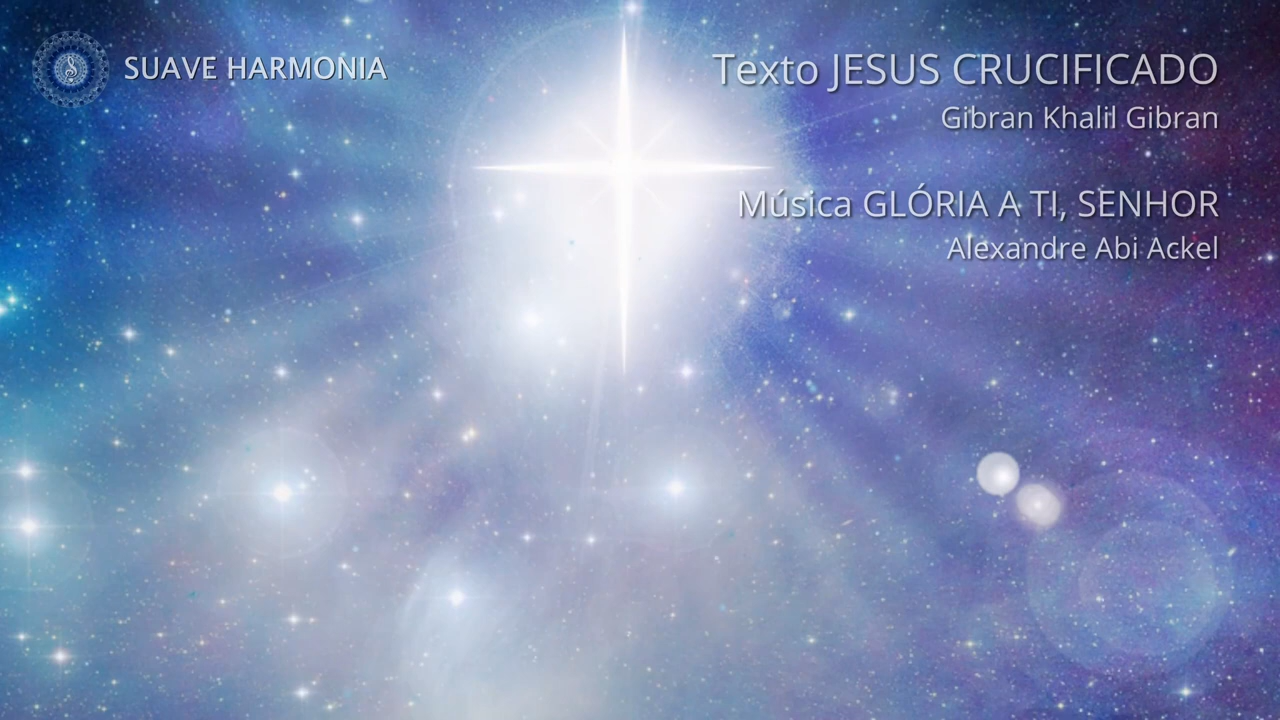 SUAVE HARMONIA
Texto JESUS CRUCIFICADO
Gibran Khalil Gibran
Música GLÓRIA A TI, SENHOR
Alexandre Abi Ackel